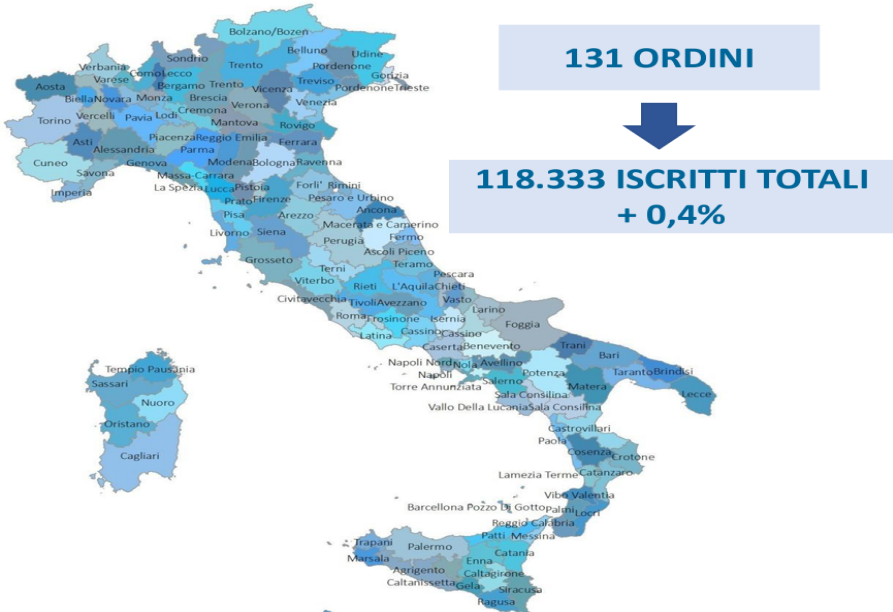 131 ORDINI
118.333 ISCRITTI TOTALI
+ 0,4%
Bolzano/Bozen
Belluno
Udine
Sondrio
Trento
Pordenone
Verbania
Gorizia
Varese
Como
Lecco
Treviso
Aosta
Bergamo
Trento
Vicenza
Pordenone
Trieste
Biella
Novara
Monza
Brescia
Verona
Venezia
Torino
Vercelli
Pavia
Lodi
Cremona
Mantova
Rovigo
Asti
Alessandria
Piacenza
Reggio Emilia
Ferrara
Parma
Cuneo
Genova
Modena
Bologna
Ravenna
Savona
Massa-Carrara
Imperia
La Spezia
Lucca
Pistoia
Forli'
Rimini
Prato
Firenze
Pesaro e Urbino
Pisa
Arezzo
Ancona
Livorno
Siena
Macerata e Camerino
Perugia
Fermo
Grosseto
Ascoli Piceno
Terni
Teramo
Viterbo
Rieti
L'Aquila
Pescara
Chieti
Civitavecchia
Tivoli
Avezzano
Vasto
Roma
Frosinone
Isernia
Larino
Latina
Cassino
Cassino
Foggia
Caserta
Benevento
Trani
Bari
Napoli Nord
Nola
Avellino
Napoli
Potenza
Taranto
Brindisi
Torre Annunziata
Salerno
Matera
Lecce
Sala Consilina
Vallo Della Lucania
Sala Consilina
Tempio Pausania
Sassari
Nuoro
Oristano
Cagliari
Castrovillari
Paola
Cosenza
Crotone
Lamezia Terme
Catanzaro
Vibo Valentia
Barcellona Pozzo Di Gotto
Palmi
Locri
Reggio Calabria
Trapani
Palermo
Patti
Messina
Marsala
Enna
Catania
Agrigento
Caltagirone
Caltanissetta
Gela
Siracusa
Ragusa